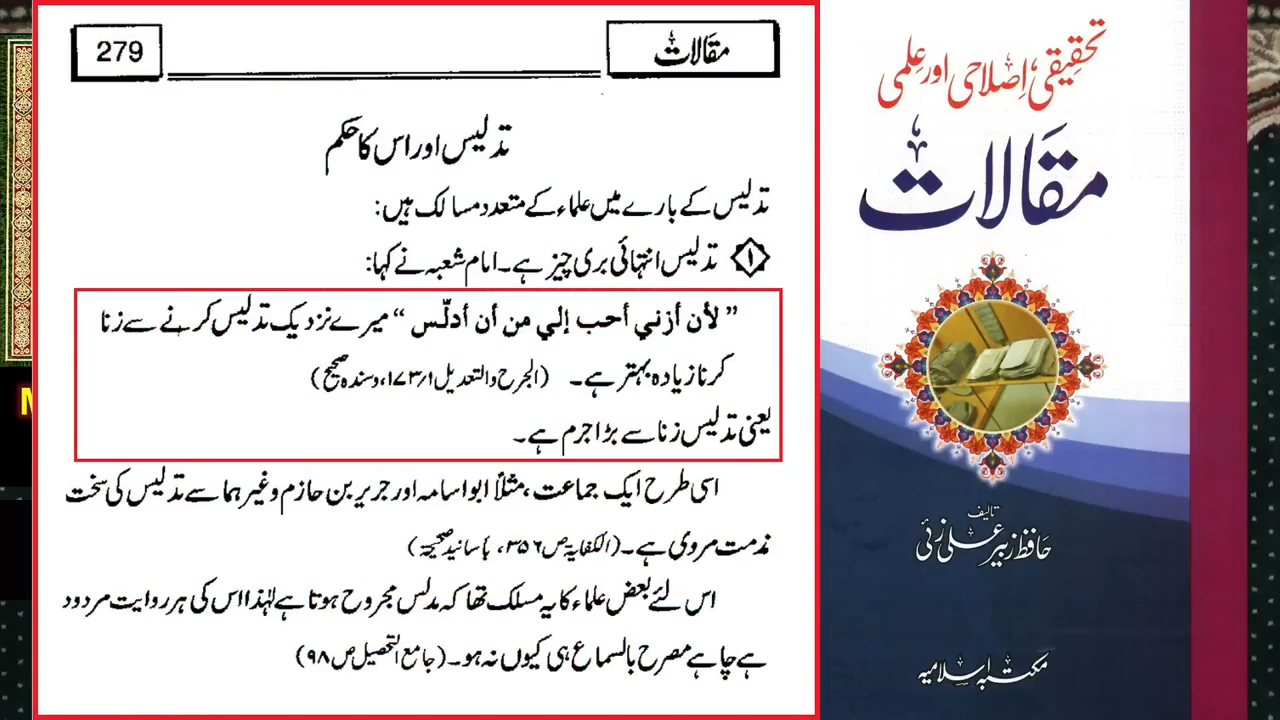 279
مقالات
تدلیس اور اس کا حکم
تدلیس کے بارے میں علماء کے متعدد مسالک ہیں:
۱ تدلیس انتہائی بری چیز ہے۔ امام شعبہ نے کہا:
” لأن أزني أحب إلي من أن أدلّس “ میرے نزدیک تدلیس کرنے سے زنا
کرنا زیادہ بہتر ہے۔ (الجرح والتعدیل ۱/۱۷۳، وسندہ صحیح)
یعنی تدلیس زنا سے بڑا جرم ہے۔
اسی طرح ایک جماعت، مثلاً ابواسامہ اور جریر بن حازم وغیرہما سے تدلیس کی سخت
مذمت مروی ہے۔ (الکفایۃ ص ۳۵۶، بأسانید صحیحۃ)
اس لئے بعض علماء کا یہ مسلک تھا کہ مدلس مجروح ہوتا ہے لہٰذا اس کی ہر روایت مردود
ہے چاہے مصرح بالسماع ہی کیوں نہ ہو۔ (جامع التحصیل ص ۹۸)
تحقیقی، اصلاحی اور علمی
مقالات
تالیف
حافظ زبیر علی زئی
مکتبہ اسلامیہ
M